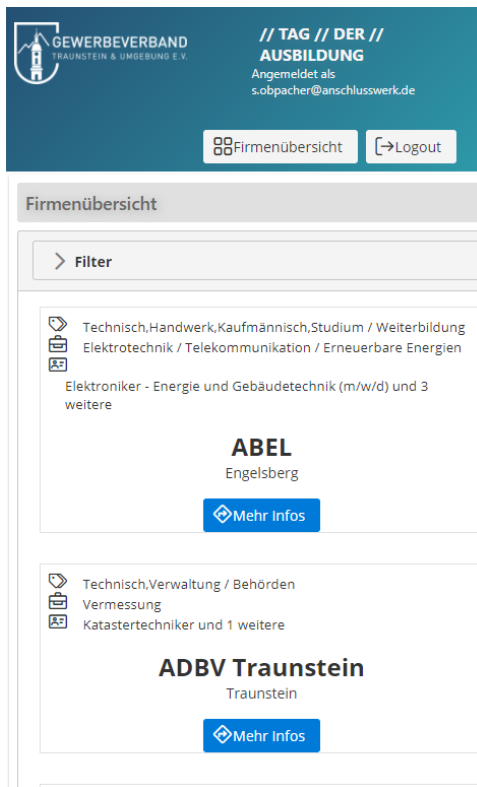 GEWERBEVERBAND
TRAUNSTEIN & UMGEBUNG E.V.
// TAG // DER //
AUSBILDUNG
Angemeldet als
s.obpacher@anschlusswerk.de
Firmenübersicht
Logout
Firmenübersicht
Filter
Technisch,Handwerk,Kaufmännisch,Studium / Weiterbildung
Elektrotechnik / Telekommunikation / Erneuerbare Energien
Elektroniker - Energie und Gebäudetechnik (m/w/d) und 3
weitere
ABEL
Engelsberg
Mehr Infos
Technisch,Verwaltung / Behörden
Vermessung
Katastertechniker und 1 weitere
ADBV Traunstein
Traunstein
Mehr Infos